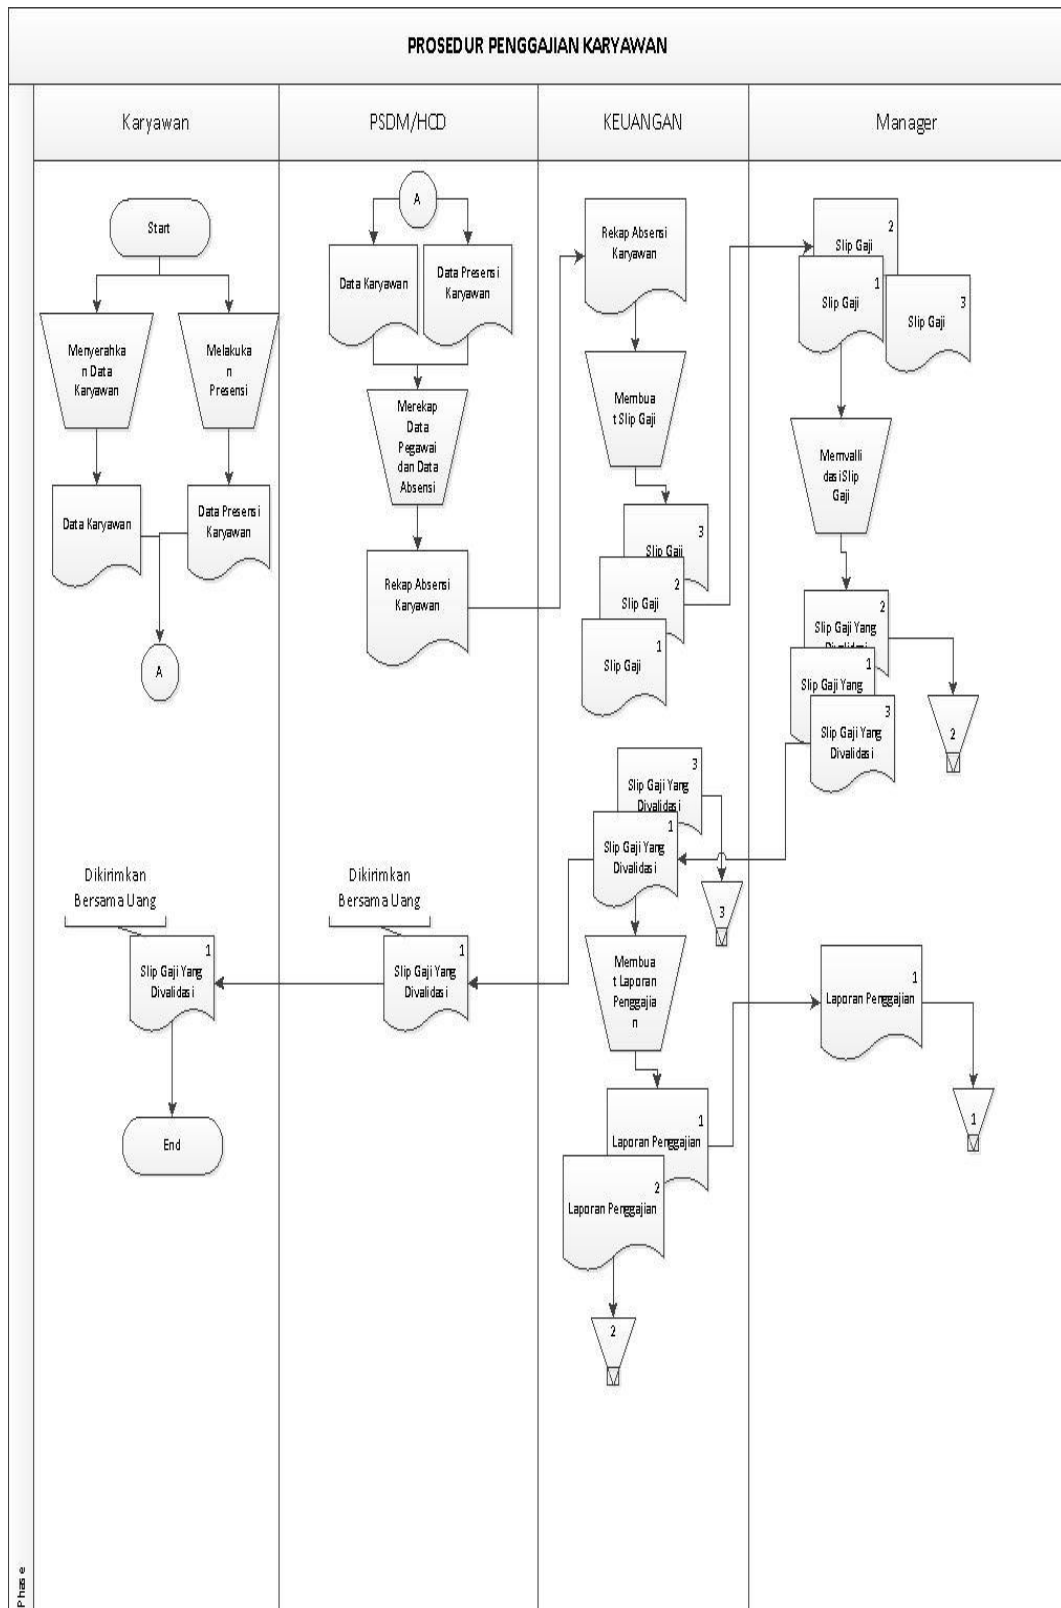 PROSEDUR PENGGAJIAN KARYAWAN
Karyawan
PSDM/HCD
KEUANGAN
Manager
Start
Menyerahka
n Data
Karyawan
Melakuka
n
Presensi
Data Karyawan
Data Presensi
Karyawan
A
Dikirimkan
Bersama Uang
1
Slip Gaji Yang
Divalidasi
End
A
Data Karyawan
Data Presensi
Karyawan
Merekap
Data
Pegawai
dan Data
Absensi
Rekap Absensi
Karyawan
Dikirimkan
Bersama Uang
1
Slip Gaji Yang
Divalidasi
Rekap Absensi
Karyawan
Membua
t Slip Gaji
3
Slip Gaji
2
Slip Gaji
1
Slip Gaji
3
Slip Gaji Yang
Divalidasi
1
Slip Gaji Yang
Divalidasi
3
Membua
t Laporan
Penggajia
n
1
Laporan Penggajian
2
Laporan Penggajian
2
2
Slip Gaji
1
Slip Gaji
3
Slip Gaji
Memvali
dasi Slip
Gaji
2
Slip Gaji Yang
Divalidasi
1
Slip Gaji Yang
3
Slip Gaji Yang
Divalidasi
2
1
Laporan Penggajian
1
Phase